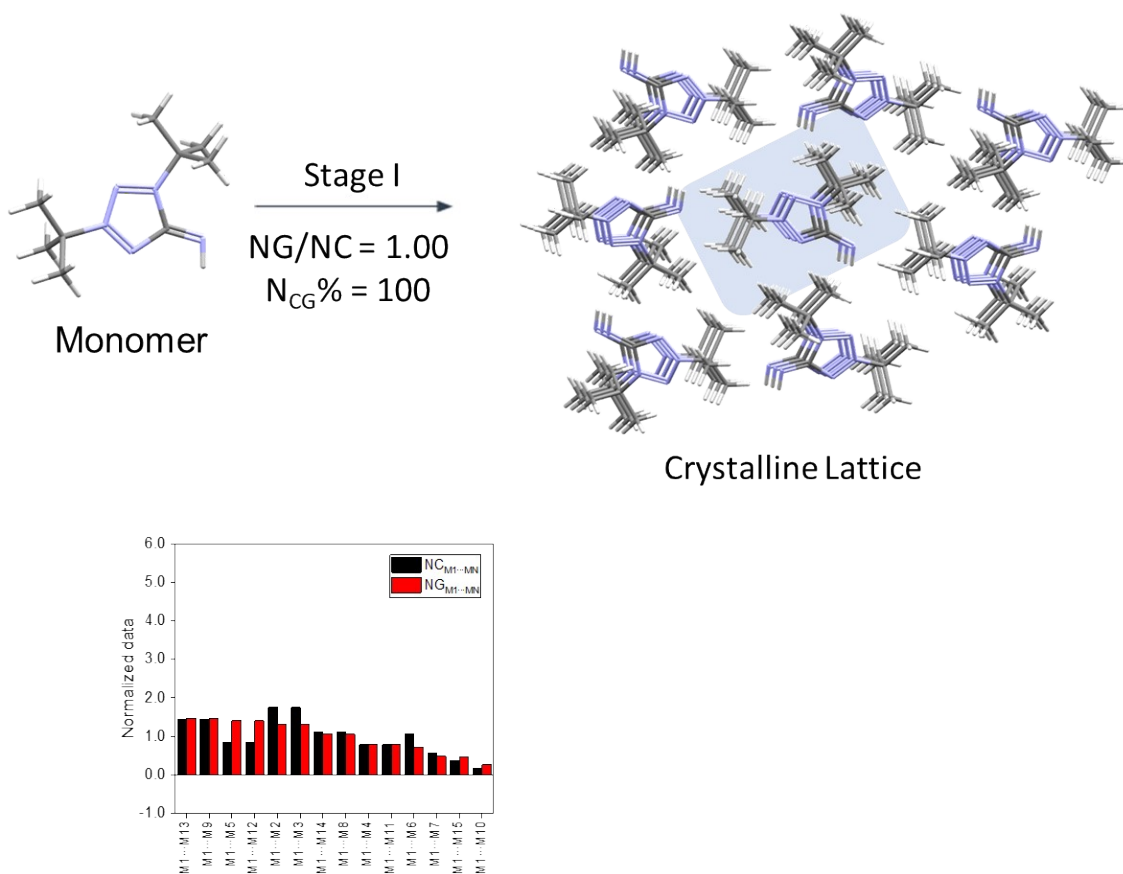 Stage I
NG/NC = 1.00
NCG% = 100
Monomer
Crystalline Lattice
6.0
5.0
4.0
3.0
2.0
1.0
0.0
-1.0
Normalized data
NCM1···MN
NGM1···MN
M1···M13
M1···M9
M1···M5
M1···M12
M1···M2
M1···M3
M1···M14
M1···M8
M1···M4
M1···M11
M1···M6
M1···M7
M1···M15
M1···M10